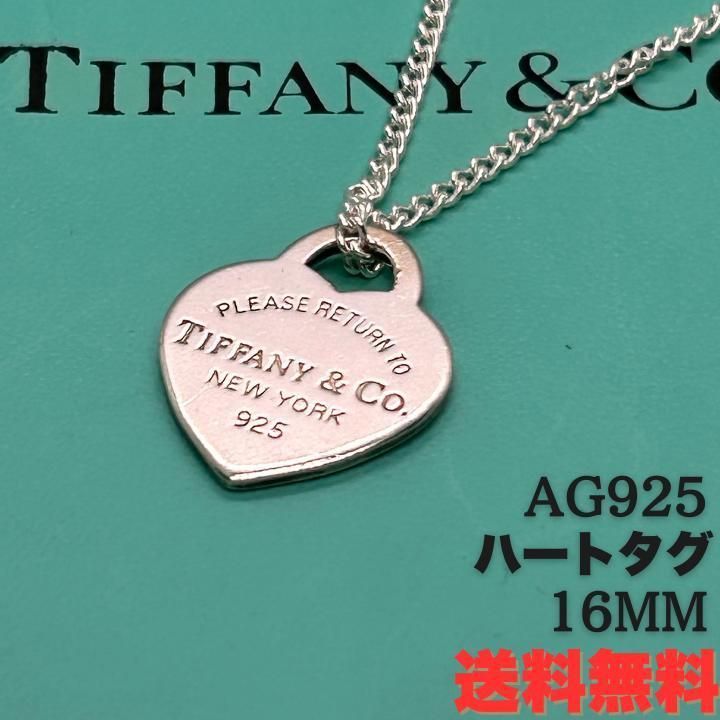 TIFFANY & Co
PLEASE RETURN TO
TIFFANY & Co.
NEW YORK
925
AG925
ハートタグ
16MM
送料無料